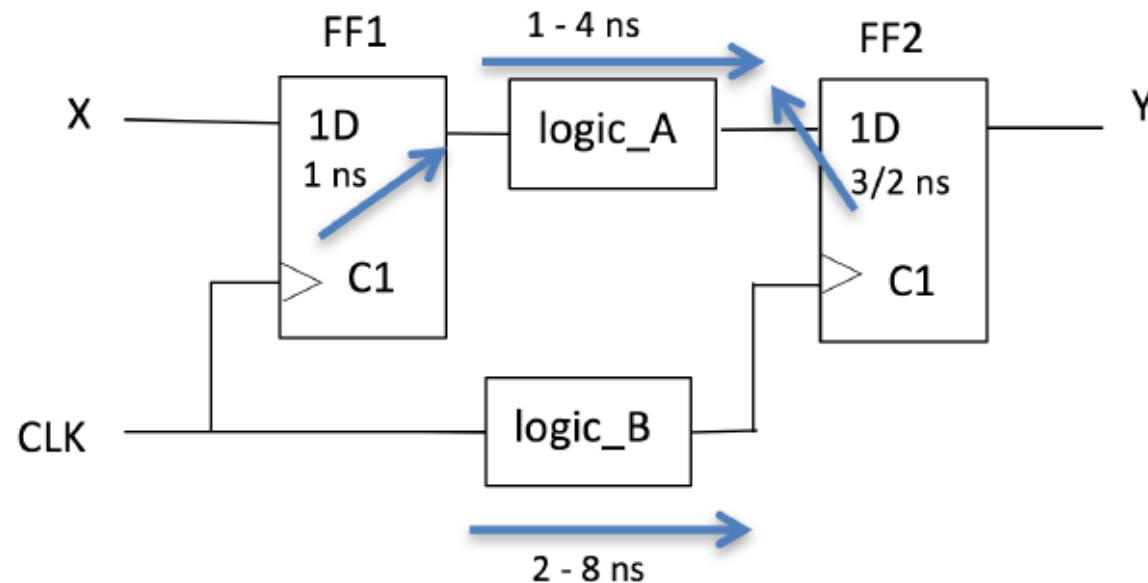 1 - 4 ns
FF1
FF2
X
1D
logic_A
1D
Y
1 ns
3/2 ns
C1
C1
CLK
logic_B
2 - 8 ns